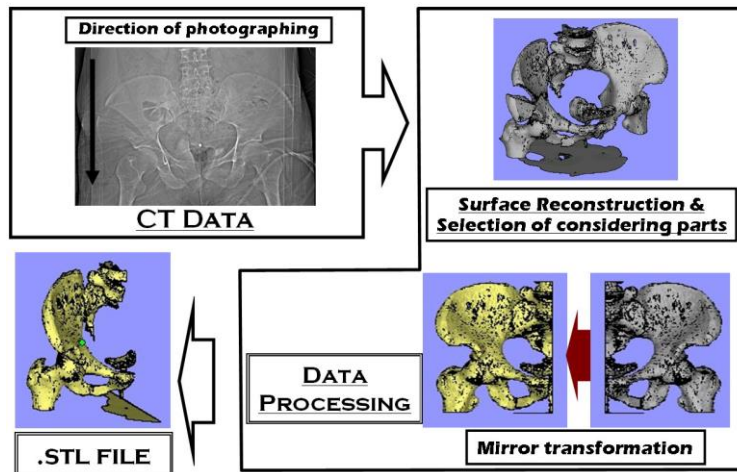 Direction of photographing
CT DATA
Surface Reconstruction &
Selection of considering parts
Mirror transformation
DATA
PROCESSING
.STL FILE